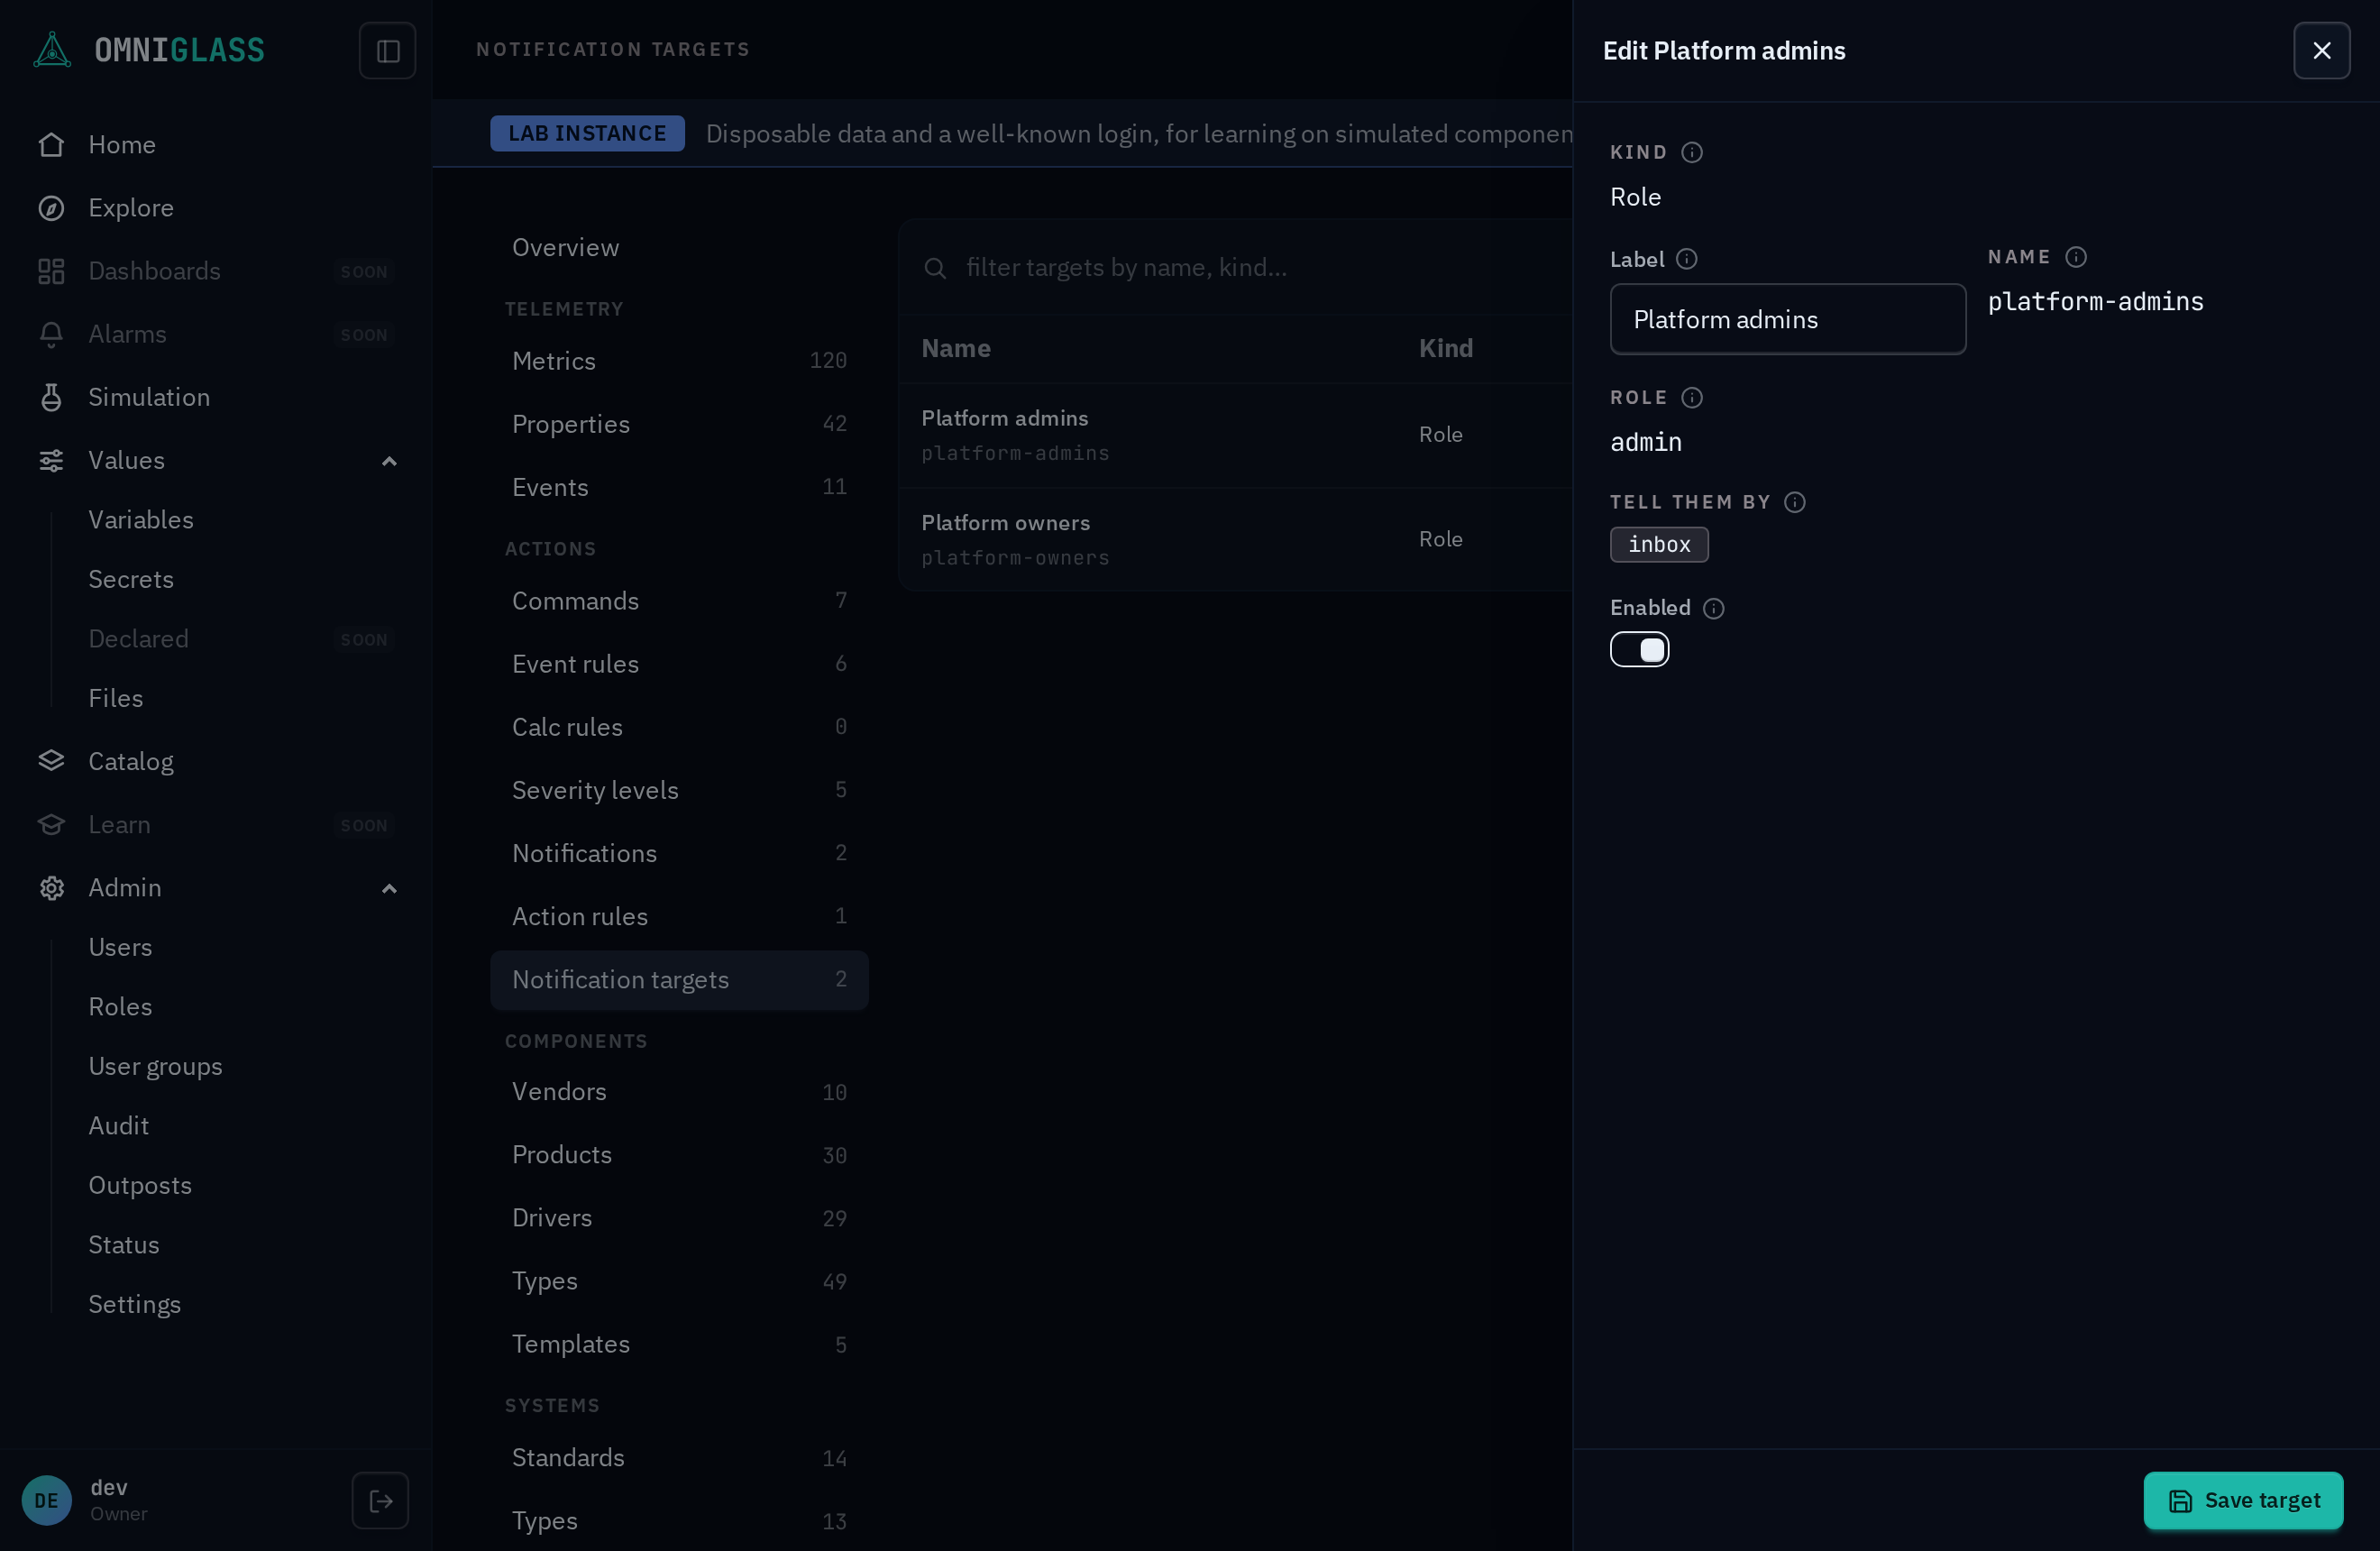 OMNIGLASS
Home
Explore
Dashboards SOON
Alarms SOON
Simulation
Values
Variables
Secrets
Declared SOON
Files
Catalog
Learn SOON
Admin
Users
Roles
User groups
Audit
Outposts
Status
Settings
DE
dev
Owner
NOTIFICATION TARGETS
LAB INSTANCE Disposable data and a well-known login, for learning on simulated componen
Overview
TELEMETRY
Metrics 120
Properties 42
Events 11
ACTIONS
Commands 7
Event rules 6
Calc rules 0
Severity levels 5
Notifications 2
Action rules 1
Notification targets 2
COMPONENTS
Vendors 10
Products 30
Drivers 29
Types 49
Templates 5
SYSTEMS
Standards 14
Types 13
filter targets by name, kind...
Name Kind
Platform admins
platform-admins
Role
Platform owners
platform-owners
Role
Edit Platform admins
KIND
Role
Label
Platform admins
NAME
platform-admins
ROLE
admin
TELL THEM BY
inbox
Enabled
Save target